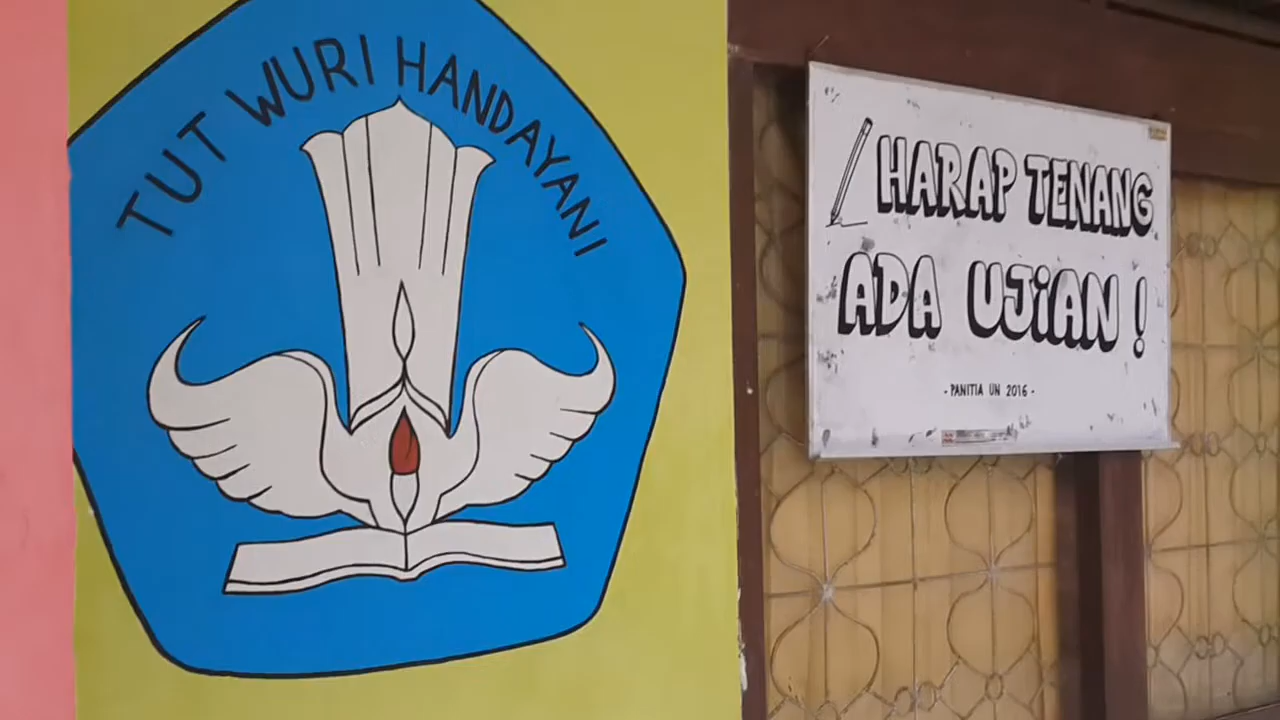 TUT WURI HANDAYANI
HARAP TENANG
ADA UJiAN !
- PANITIA UN 2016 -